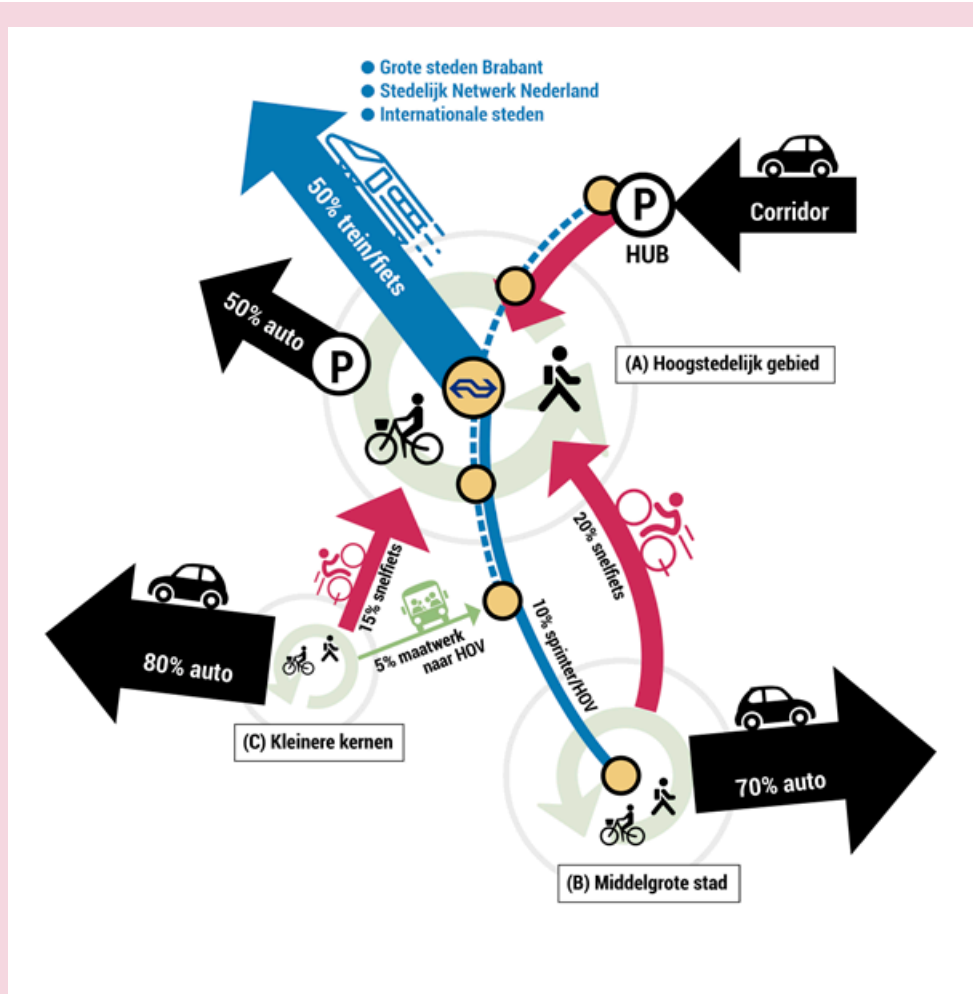 Grote steden Brabant
Stedelijk Netwerk Nederland
Internationale steden
50% trein/fiets
P
HUB
Corridor
50% auto
P
(A) Hoogstedelijk gebied
15% snelfiets
20% snelfiets
5% maatwerk
naar HOV
10% sprinter/HOV
80% auto
(C) Kleinere kernen
70% auto
(B) Middelgrote stad